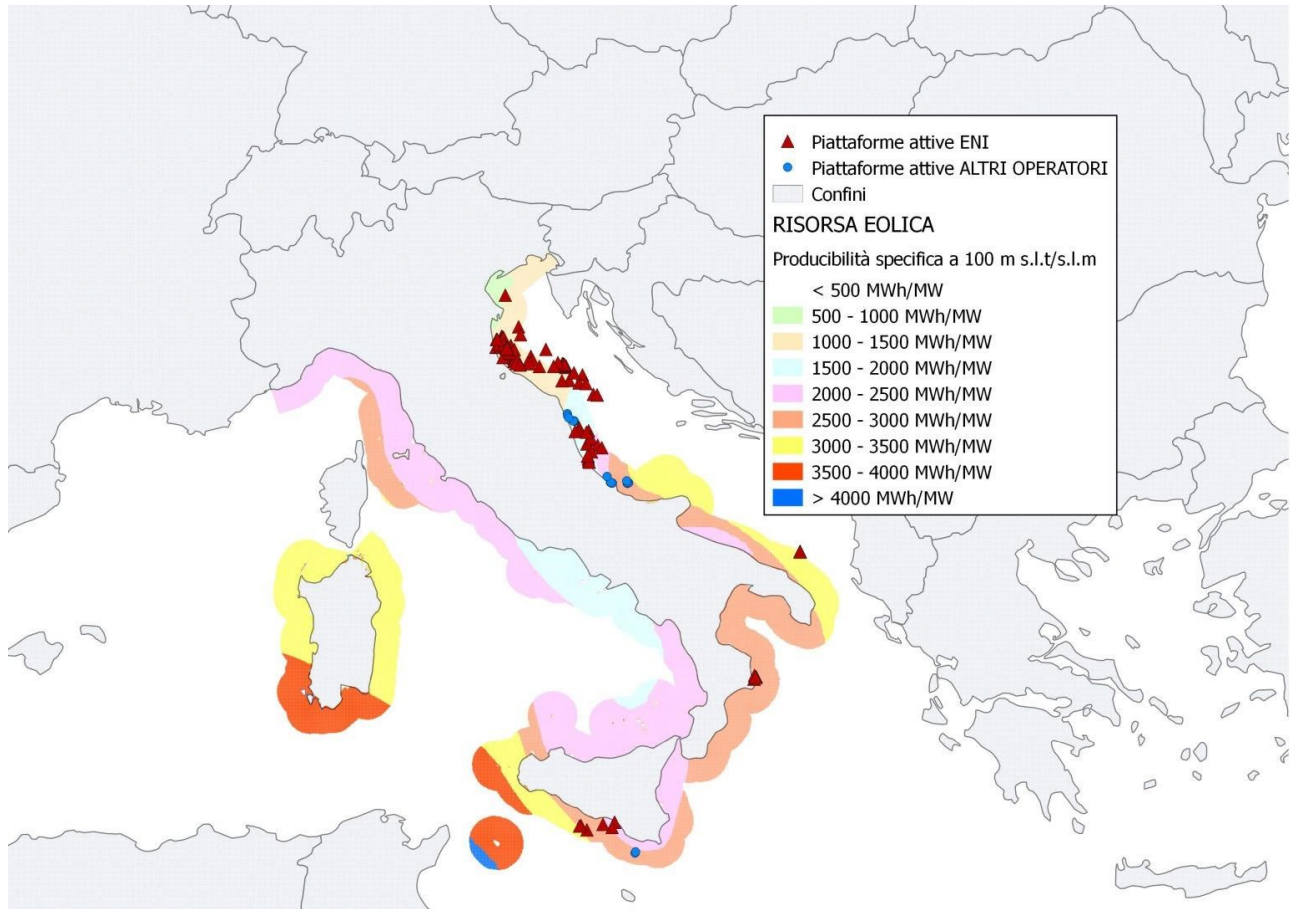 Piattaforme attive ENI
Piattaforme attive ALTRI OPERATORI
Confini
RISORSA EOLICA
Producibilità specifica a 100 m s.l.t/s.l.m
< 500 MWh/MW
500 - 1000 MWh/MW
1000 - 1500 MWh/MW
1500 - 2000 MWh/MW
2000 - 2500 MWh/MW
2500 - 3000 MWh/MW
3000 - 3500 MWh/MW
3500 - 4000 MWh/MW
> 4000 MWh/MW